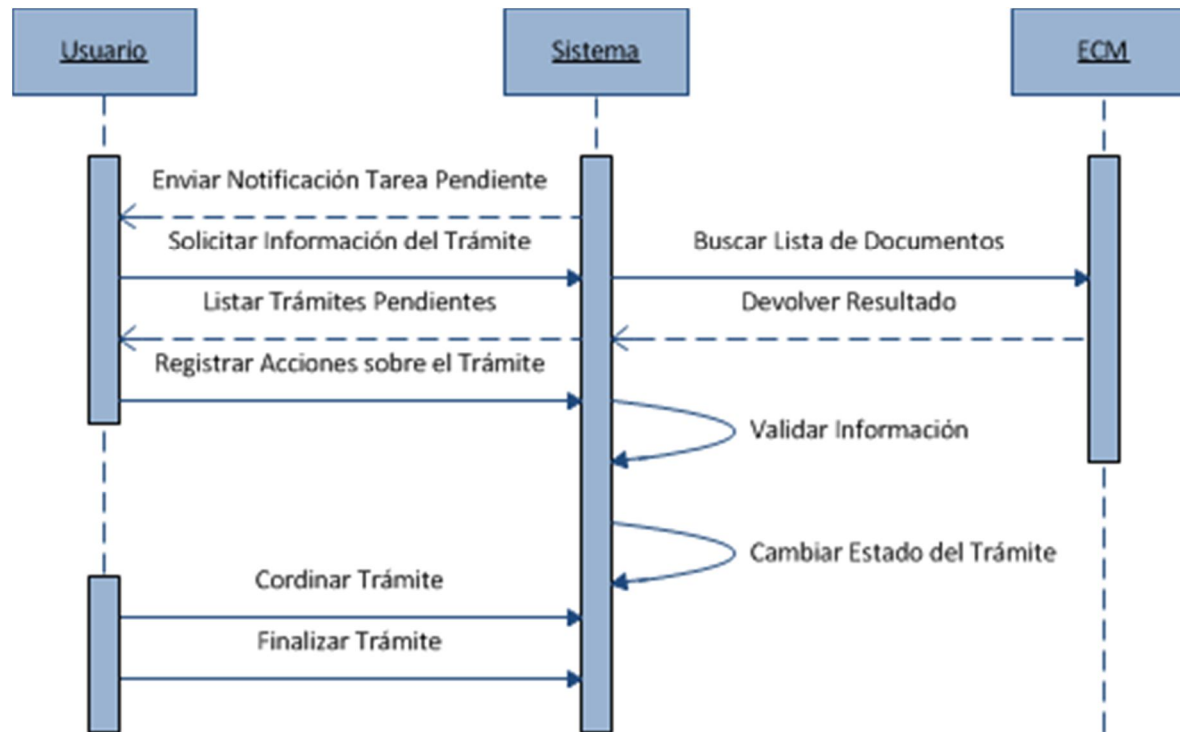 Usuario
Sistema
ECM
Enviar Notificación Tarea Pendiente
Solicitar Información del Trámite
Buscar Lista de Documentos
Listar Trámites Pendientes
Devolver Resultado
Registrar Acciones sobre el Trámite
Validar Información
Cambiar Estado del Trámite
Cordinar Trámite
Finalizar Trámite